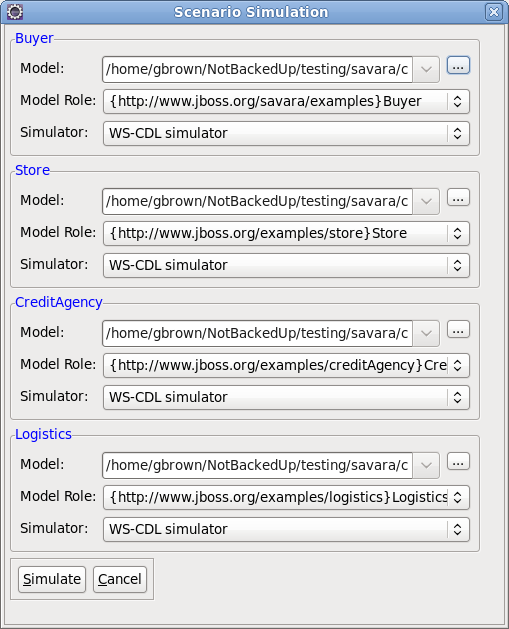 Scenario Simulation
Buyer
Model: /home/gbrown/NotBackedUp/testing/savara/c ...
Model Role: {http://www.jboss.org/savara/examples}Buyer
Simulator: WS-CDL simulator
Store
Model: /home/gbrown/NotBackedUp/testing/savara/c ...
Model Role: {http://www.jboss.org/examples/store}Store
Simulator: WS-CDL simulator
CreditAgency
Model: /home/gbrown/NotBackedUp/testing/savara/c ...
Model Role: {http://www.jboss.org/examples/creditAgency}Cre
Simulator: WS-CDL simulator
Logistics
Model: /home/gbrown/NotBackedUp/testing/savara/c ...
Model Role: {http://www.jboss.org/examples/logistics}Logistics
Simulator: WS-CDL simulator
Simulate Cancel